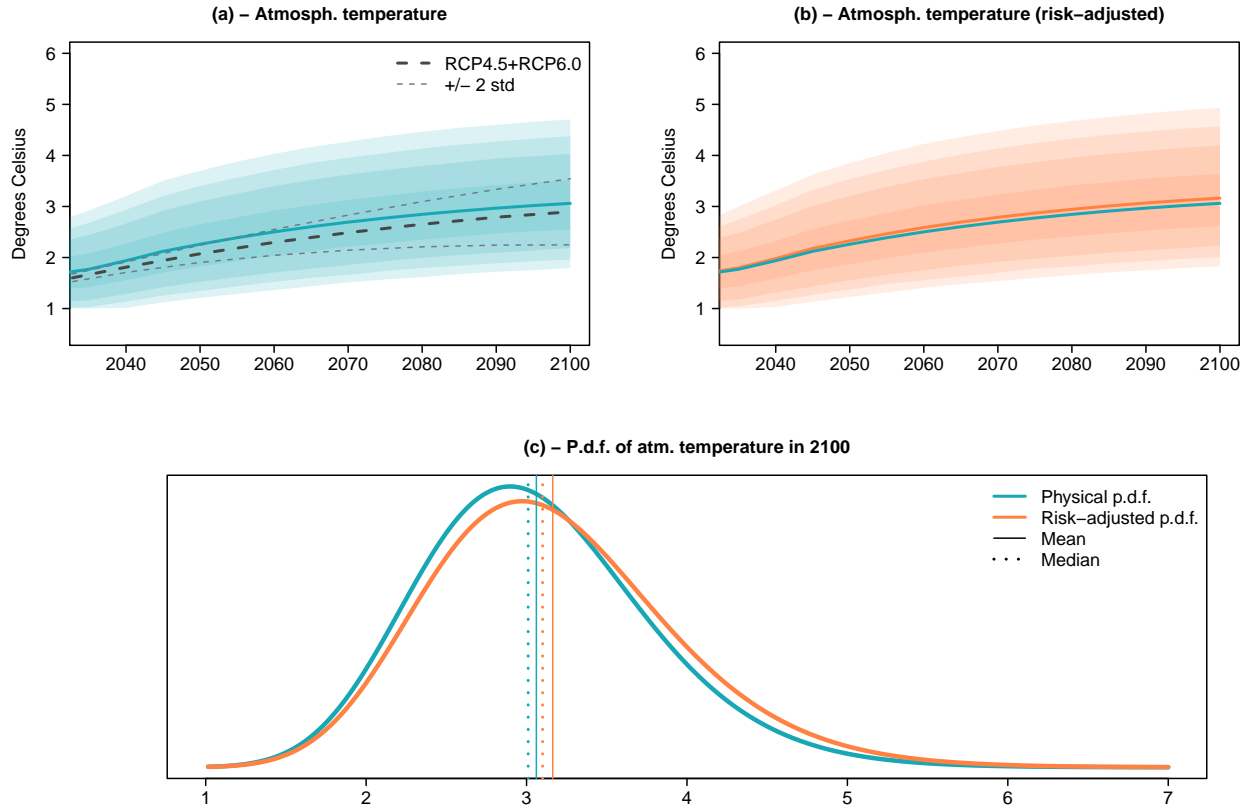 (a) − Atmosph. temperature
Degrees Celsius
6
5
4
3
2
1
RCP4.5+RCP6.0
+/− 2 std
2040 2050 2060 2070 2080 2090 2100
(b) − Atmosph. temperature (risk−adjusted)
Degrees Celsius
6
5
4
3
2
1
2040 2050 2060 2070 2080 2090 2100
(c) − P.d.f. of atm. temperature in 2100
Physical p.d.f.
Risk−adjusted p.d.f.
Mean
Median
1 2 3 4 5 6 7